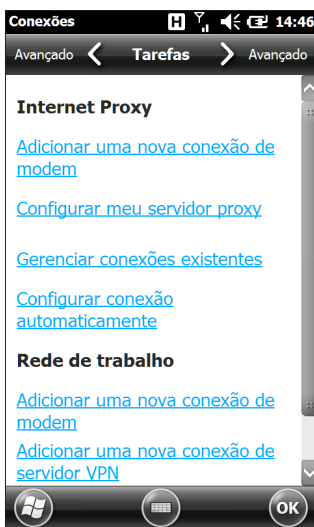 Conexões H 14:46
Avançado Tarefas Avançado
Internet Proxy
Adicionar uma nova conexão de
modem
Configurar meu servidor proxy
Gerenciar conexões existentes
Configurar conexão
automaticamente
Rede de trabalho
Adicionar uma nova conexão de
modem
Adicionar uma nova conexão de
servidor VPN
OK